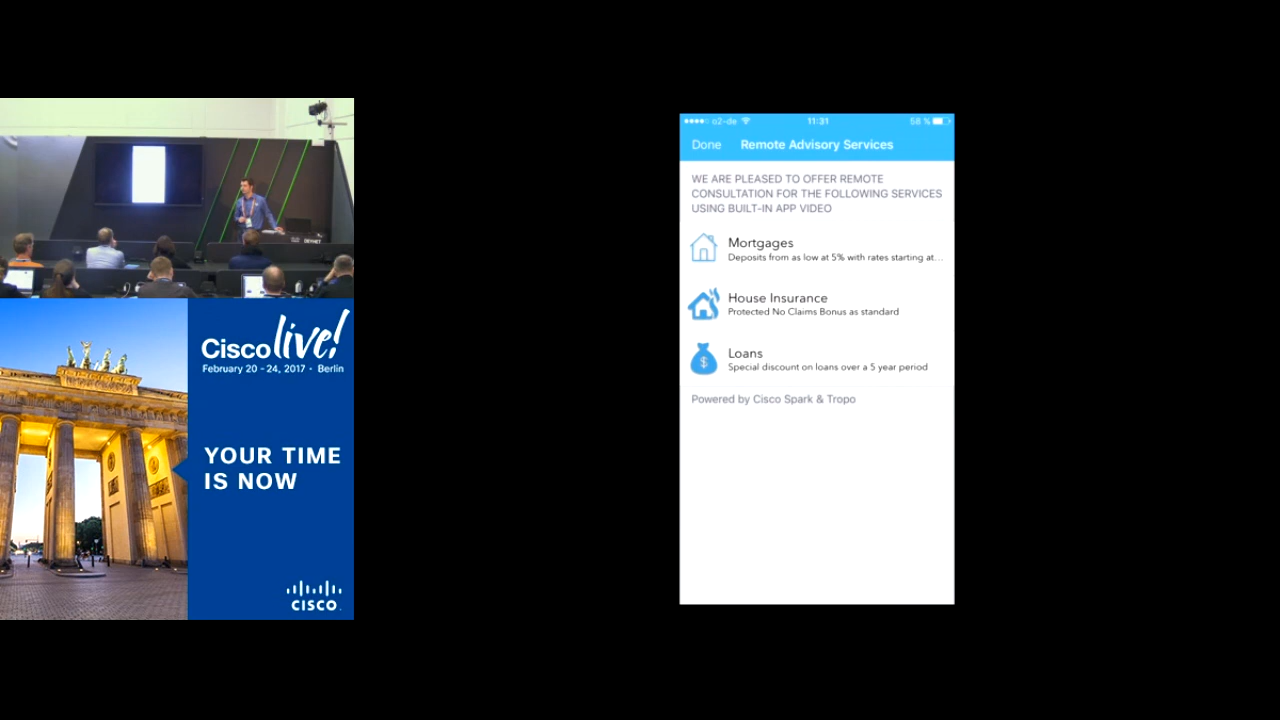 Cisco live!
February 20 - 24, 2017 · Berlin
YOUR TIME
IS NOW
CISCO
o2-de 11:31 58 %
Done Remote Advisory Services
WE ARE PLEASED TO OFFER REMOTE
CONSULTATION FOR THE FOLLOWING SERVICES
USING BUILT-IN APP VIDEO
Mortgages
Deposits from as low at 5% with rates starting at...
House Insurance
Protected No Claims Bonus as standard
Loans
Special discount on loans over a 5 year period
Powered by Cisco Spark & Tropo
DEVNET